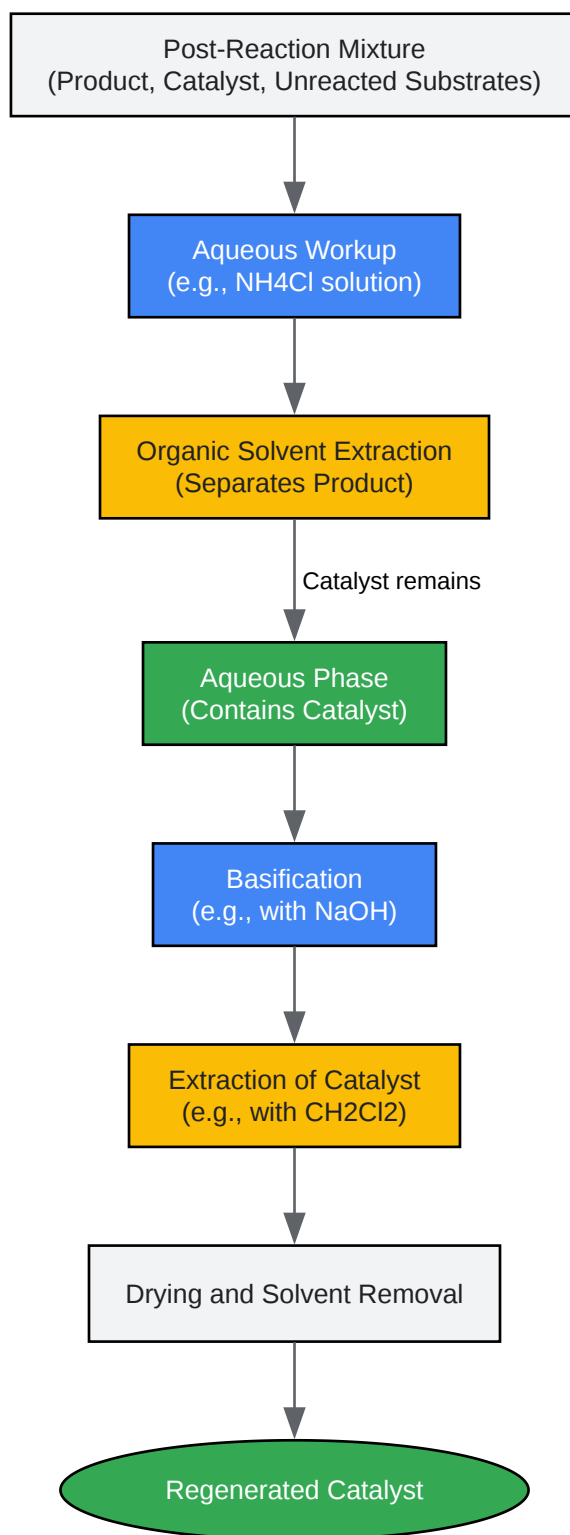 Post-Reaction Mixture
(Product, Catalyst, Unreacted Substrates)
Aqueous Workup
(e.g., NH4Cl solution)
Organic Solvent Extraction
(Separates Product)
Catalyst remains
Aqueous Phase
(Contains Catalyst)
Basification
(e.g., with NaOH)
Extraction of Catalyst
(e.g., with CH2Cl2)
Drying and Solvent Removal
Regenerated Catalyst